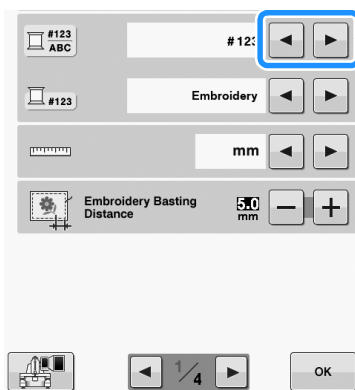 #123
ABC
#123
#123
Embroidery
mm
Embroidery Basting
Distance
5.0
mm
1/4
OK